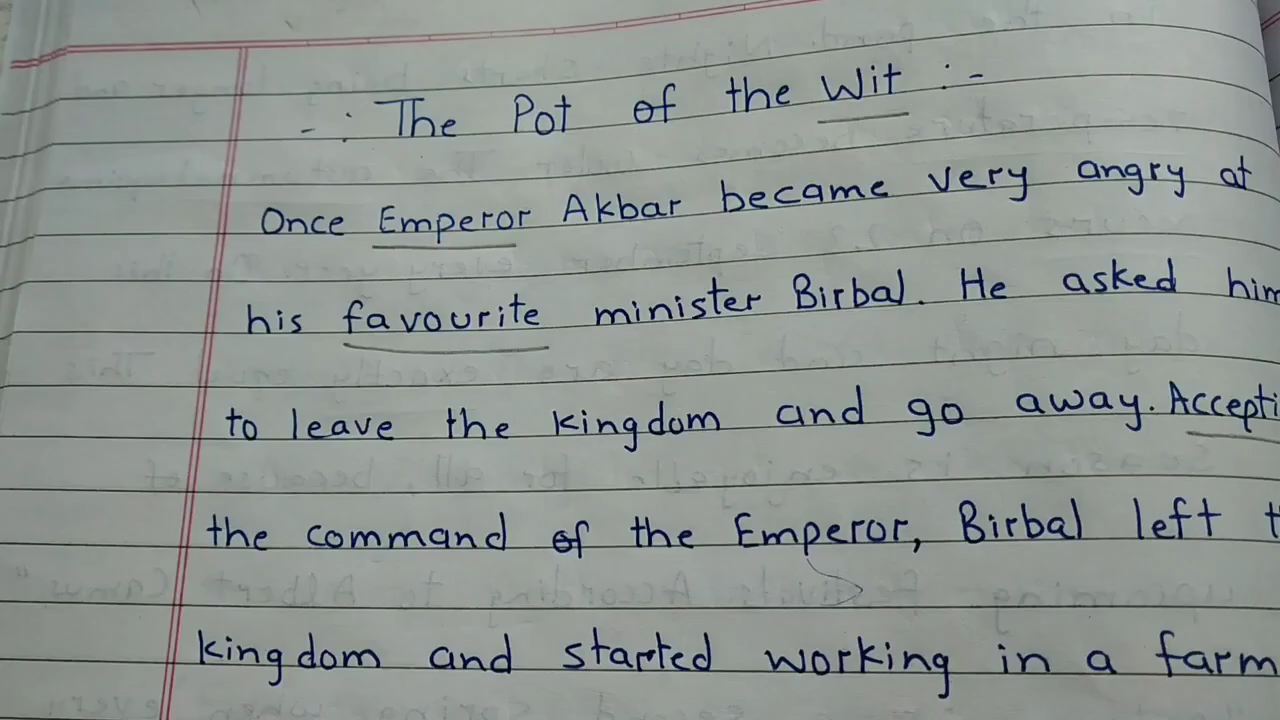 - : The Pot of the Wit : -
Once Emperor Akbar became very angry at
his favourite minister Birbal. He asked him
to leave the kingdom and go away. Accepti
the command of the Emperor, Birbal left t
kingdom and started working in a farm